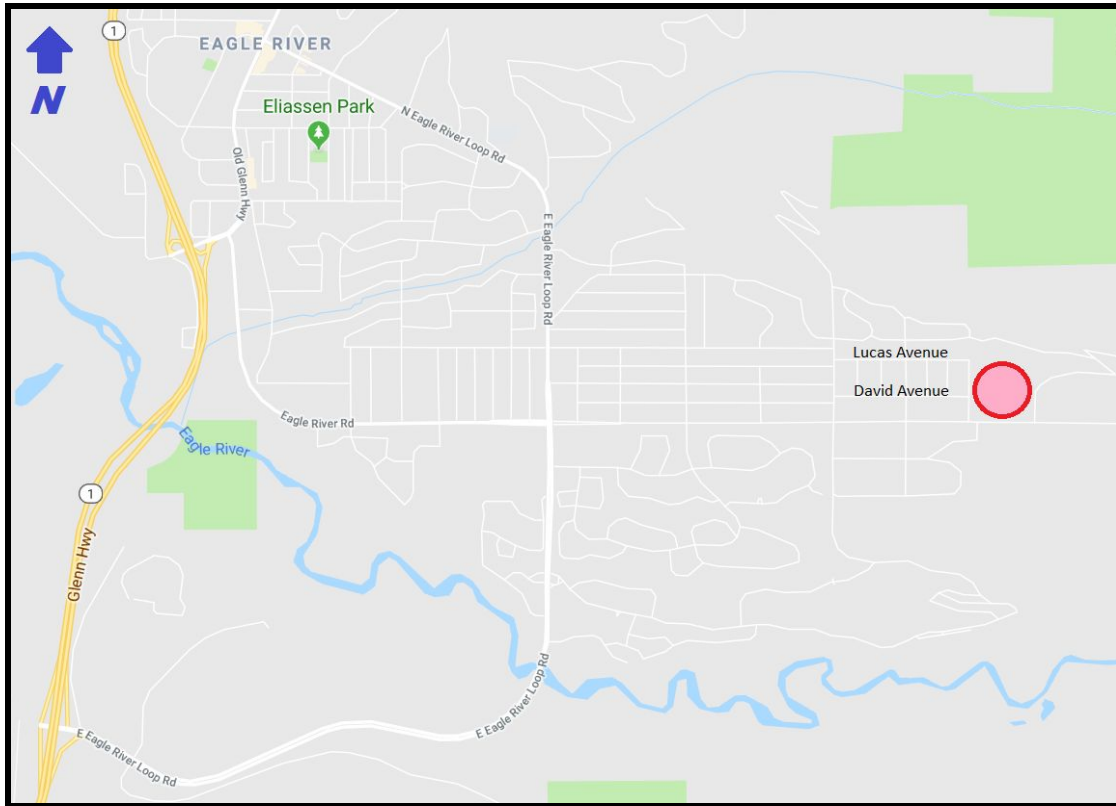 1
EAGLE RIVER
N
Eliassen Park
N Eagle River Loop Rd
Old Glenn Hwy
E Eagle River Loop Rd
Lucas Avenue
David Avenue
Eagle River Rd
Eagle River
1
Glenn Hwy
E Eagle River Loop Rd
E Eagle River Loop Rd